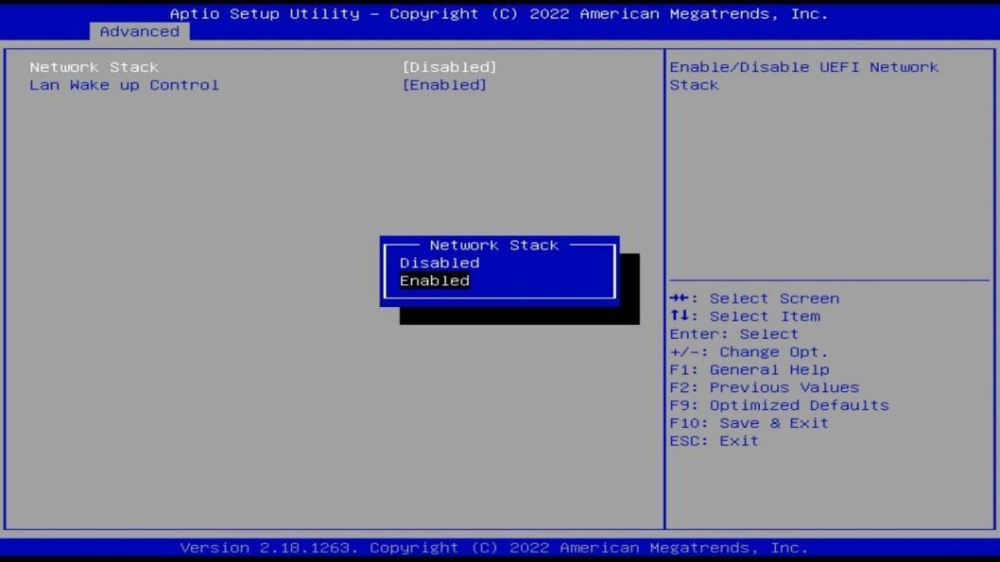 Aptio Setup Utility – Copyright (C) 2022 American Megatrends, Inc.
Advanced
Network Stack [Disabled]
Lan Wake up Control [Enabled]
Network Stack
Disabled
Enabled
Enable/Disable UEFI Network
Stack
→←: Select Screen
↑↓: Select Item
Enter: Select
+/–: Change Opt.
F1: General Help
F2: Previous Values
F9: Optimized Defaults
F10: Save & Exit
ESC: Exit
Version 2.18.1263. Copyright (C) 2022 American Megatrends, Inc.